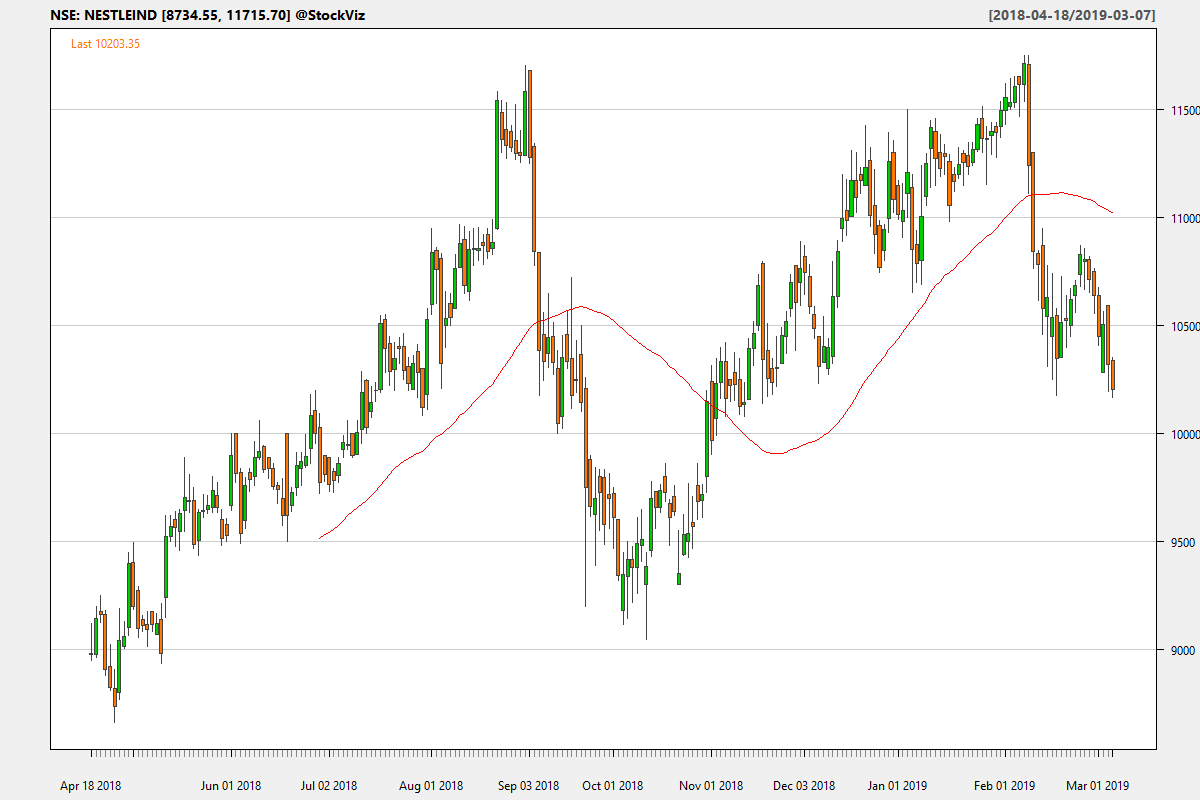 NSE: NESTLEIND [8734.55, 11715.70] @StockViz
[2018-04-18/2019-03-07]
Last 10203.35
11500
11000
10500
10000
9500
9000
Apr 18 2018 Jun 01 2018 Jul 02 2018 Aug 01 2018 Sep 03 2018 Oct 01 2018 Nov 01 2018 Dec 03 2018 Jan 01 2019 Feb 01 2019 Mar 01 2019